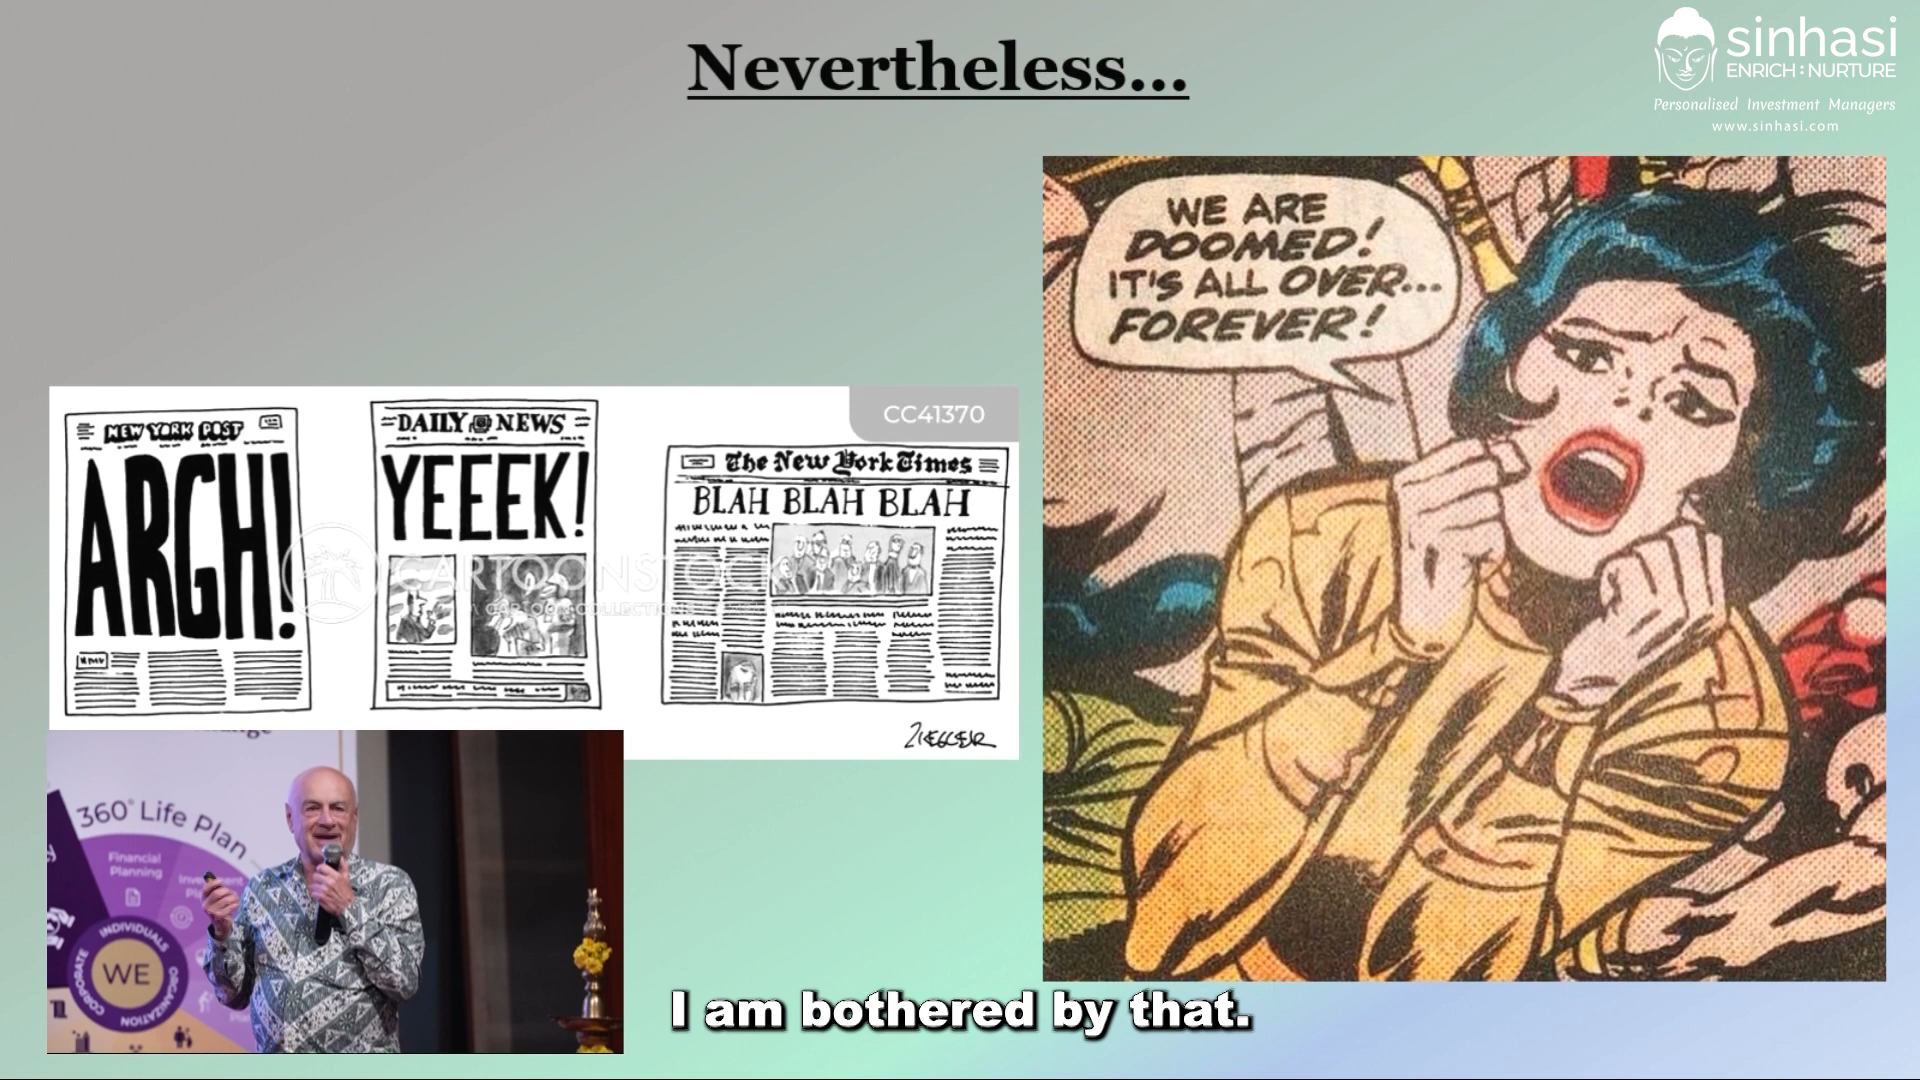 Nevertheless...
sinhasi
ENRICH : NURTURE
Personalised Investment Managers
www.sinhasi.com
WE ARE
DOOMED!
IT'S ALL OVER...
FOREVER!
CC41370
NEW YORK POST
ARGH!
DAILY NEWS
YEEEK!
The New York Times
BLAH BLAH BLAH
CARTOONSTOCK
ZIEGLER
360° Life Plan
Financial
Planning
INDIVIDUALS
WE
CORPORATE
ORGANIZATION
I am bothered by that.